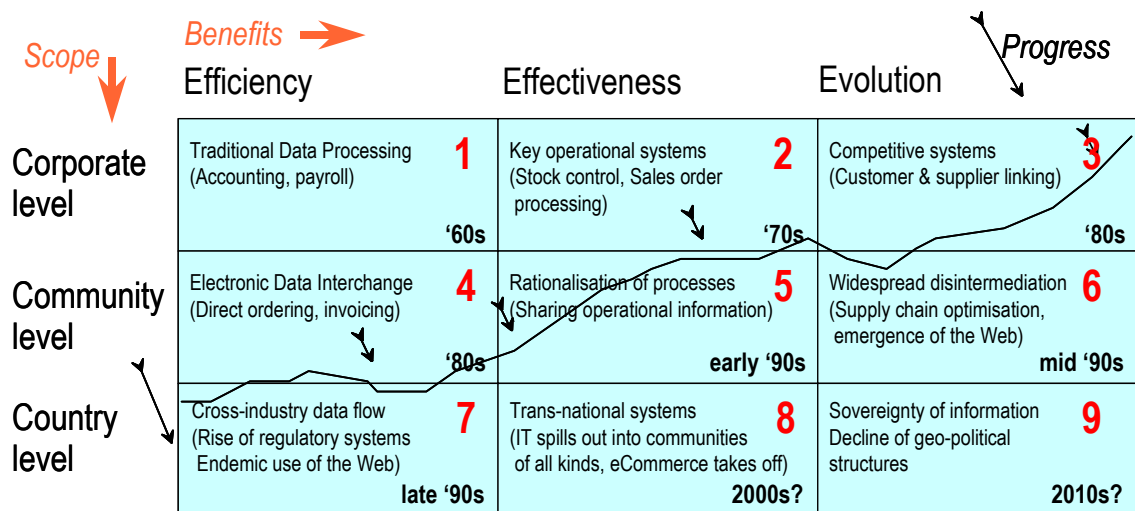 Benefits
Scope
Progress
Efficiency
Effectiveness
Evolution
Corporate
level
Traditional Data Processing
(Accounting, payroll)
1
‘60s
Key operational systems
(Stock control, Sales order
processing)
2
‘70s
Competitive systems
(Customer & supplier linking)
3
‘80s
Community
level
Electronic Data Interchange
(Direct ordering, invoicing)
4
‘80s
Rationalisation of processes
(Sharing operational information)
5
early ‘90s
Widespread disintermediation
(Supply chain optimisation,
emergence of the Web)
6
mid ‘90s
Country
level
Cross-industry data flow
(Rise of regulatory systems
Endemic use of the Web)
7
late ‘90s
Trans-national systems
(IT spills out into communities
of all kinds, eCommerce takes off)
8
2000s?
Sovereignty of information
Decline of geo-political
structures
9
2010s?